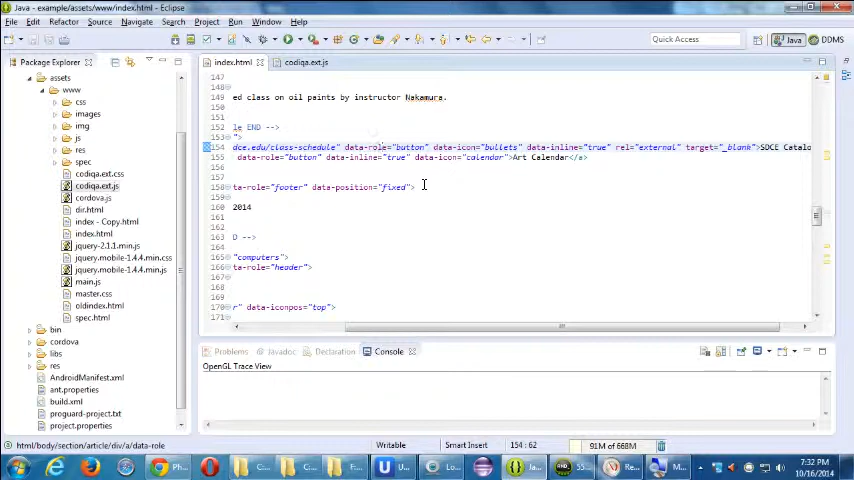 Java - example/assets/www/index.html - Eclipse
File Edit Refactor Source Navigate Search Project Run Window Help
Quick Access Java DDMS
Package Explorer
index.html codiqa.ext.js
assets
www
css
images
img
js
res
spec
codiqa.ext.css
codiqa.ext.js
cordova.js
dir.html
index - Copy.html
index.html
jquery-2.1.1.min.js
jquery.mobile-1.4.4.min.css
jquery.mobile-1.4.4.min.js
main.js
master.css
oldindex.html
spec.html
bin
cordova
libs
res
AndroidManifest.xml
ant.properties
build.xml
proguard-project.txt
project.properties
147
148
149 ed class on oil paints by instructor Nakamura.
150
151
152 le END -->
153 ">
154 dce.edu/class-schedule" data-role="button" data-icon="bullets" data-inline="true" rel="external" target="_blank">SDCE Catalo
155 data-role="button" data-inline="true" data-icon="calendar">Art Calendar</a>
156
157
158 ta-role="footer" data-position="fixed">
159
160 2014
161
162
163 D -->
164
165 "computers">
166 ta-role="header">
167
168
169
170 r" data-iconpos="top">
171
Problems Javadoc Declaration Console
OpenGL Trace View
html/body/section/article/div/a/data-role Writable Smart Insert 154 : 62 91M of 668M
Ph... C:... C:... C:... U... Lo... Ja... 55... Re... M...
7:32 PM
10/16/2014